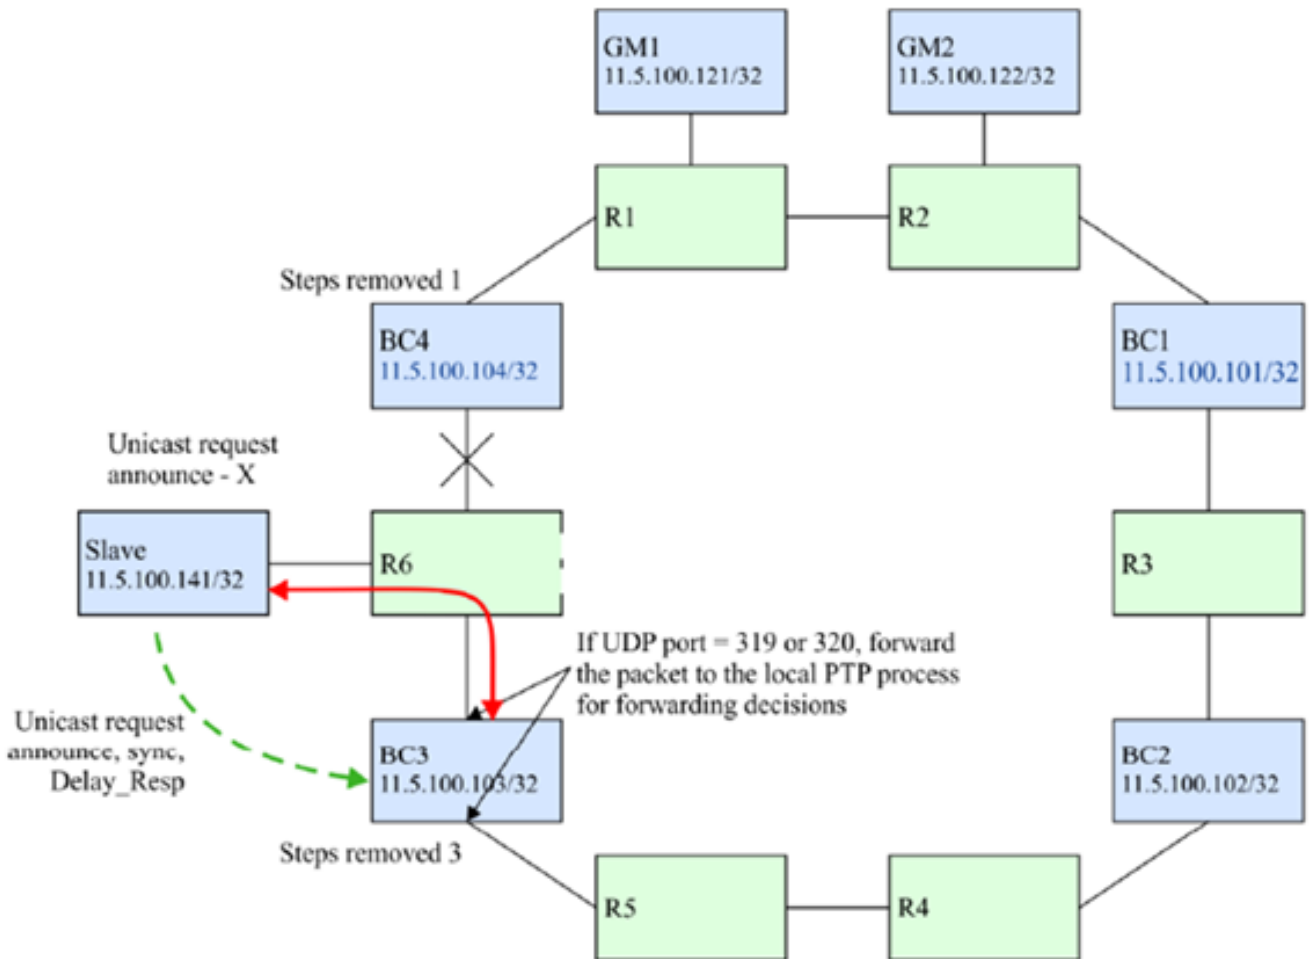 GM1
11.5.100.121/32
GM2
11.5.100.122/32
R1
R2
Steps removed 1
BC4
11.5.100.104/32
BC1
11.5.100.101/32
Unicast request
announce - X
Slave
11.5.100.141/32
R6
R3
If UDP port = 319 or 320, forward
the packet to the local PTP process
for forwarding decisions
Unicast request
announce, sync,
Delay_Resp
BC3
11.5.100.103/32
BC2
11.5.100.102/32
Steps removed 3
R5
R4